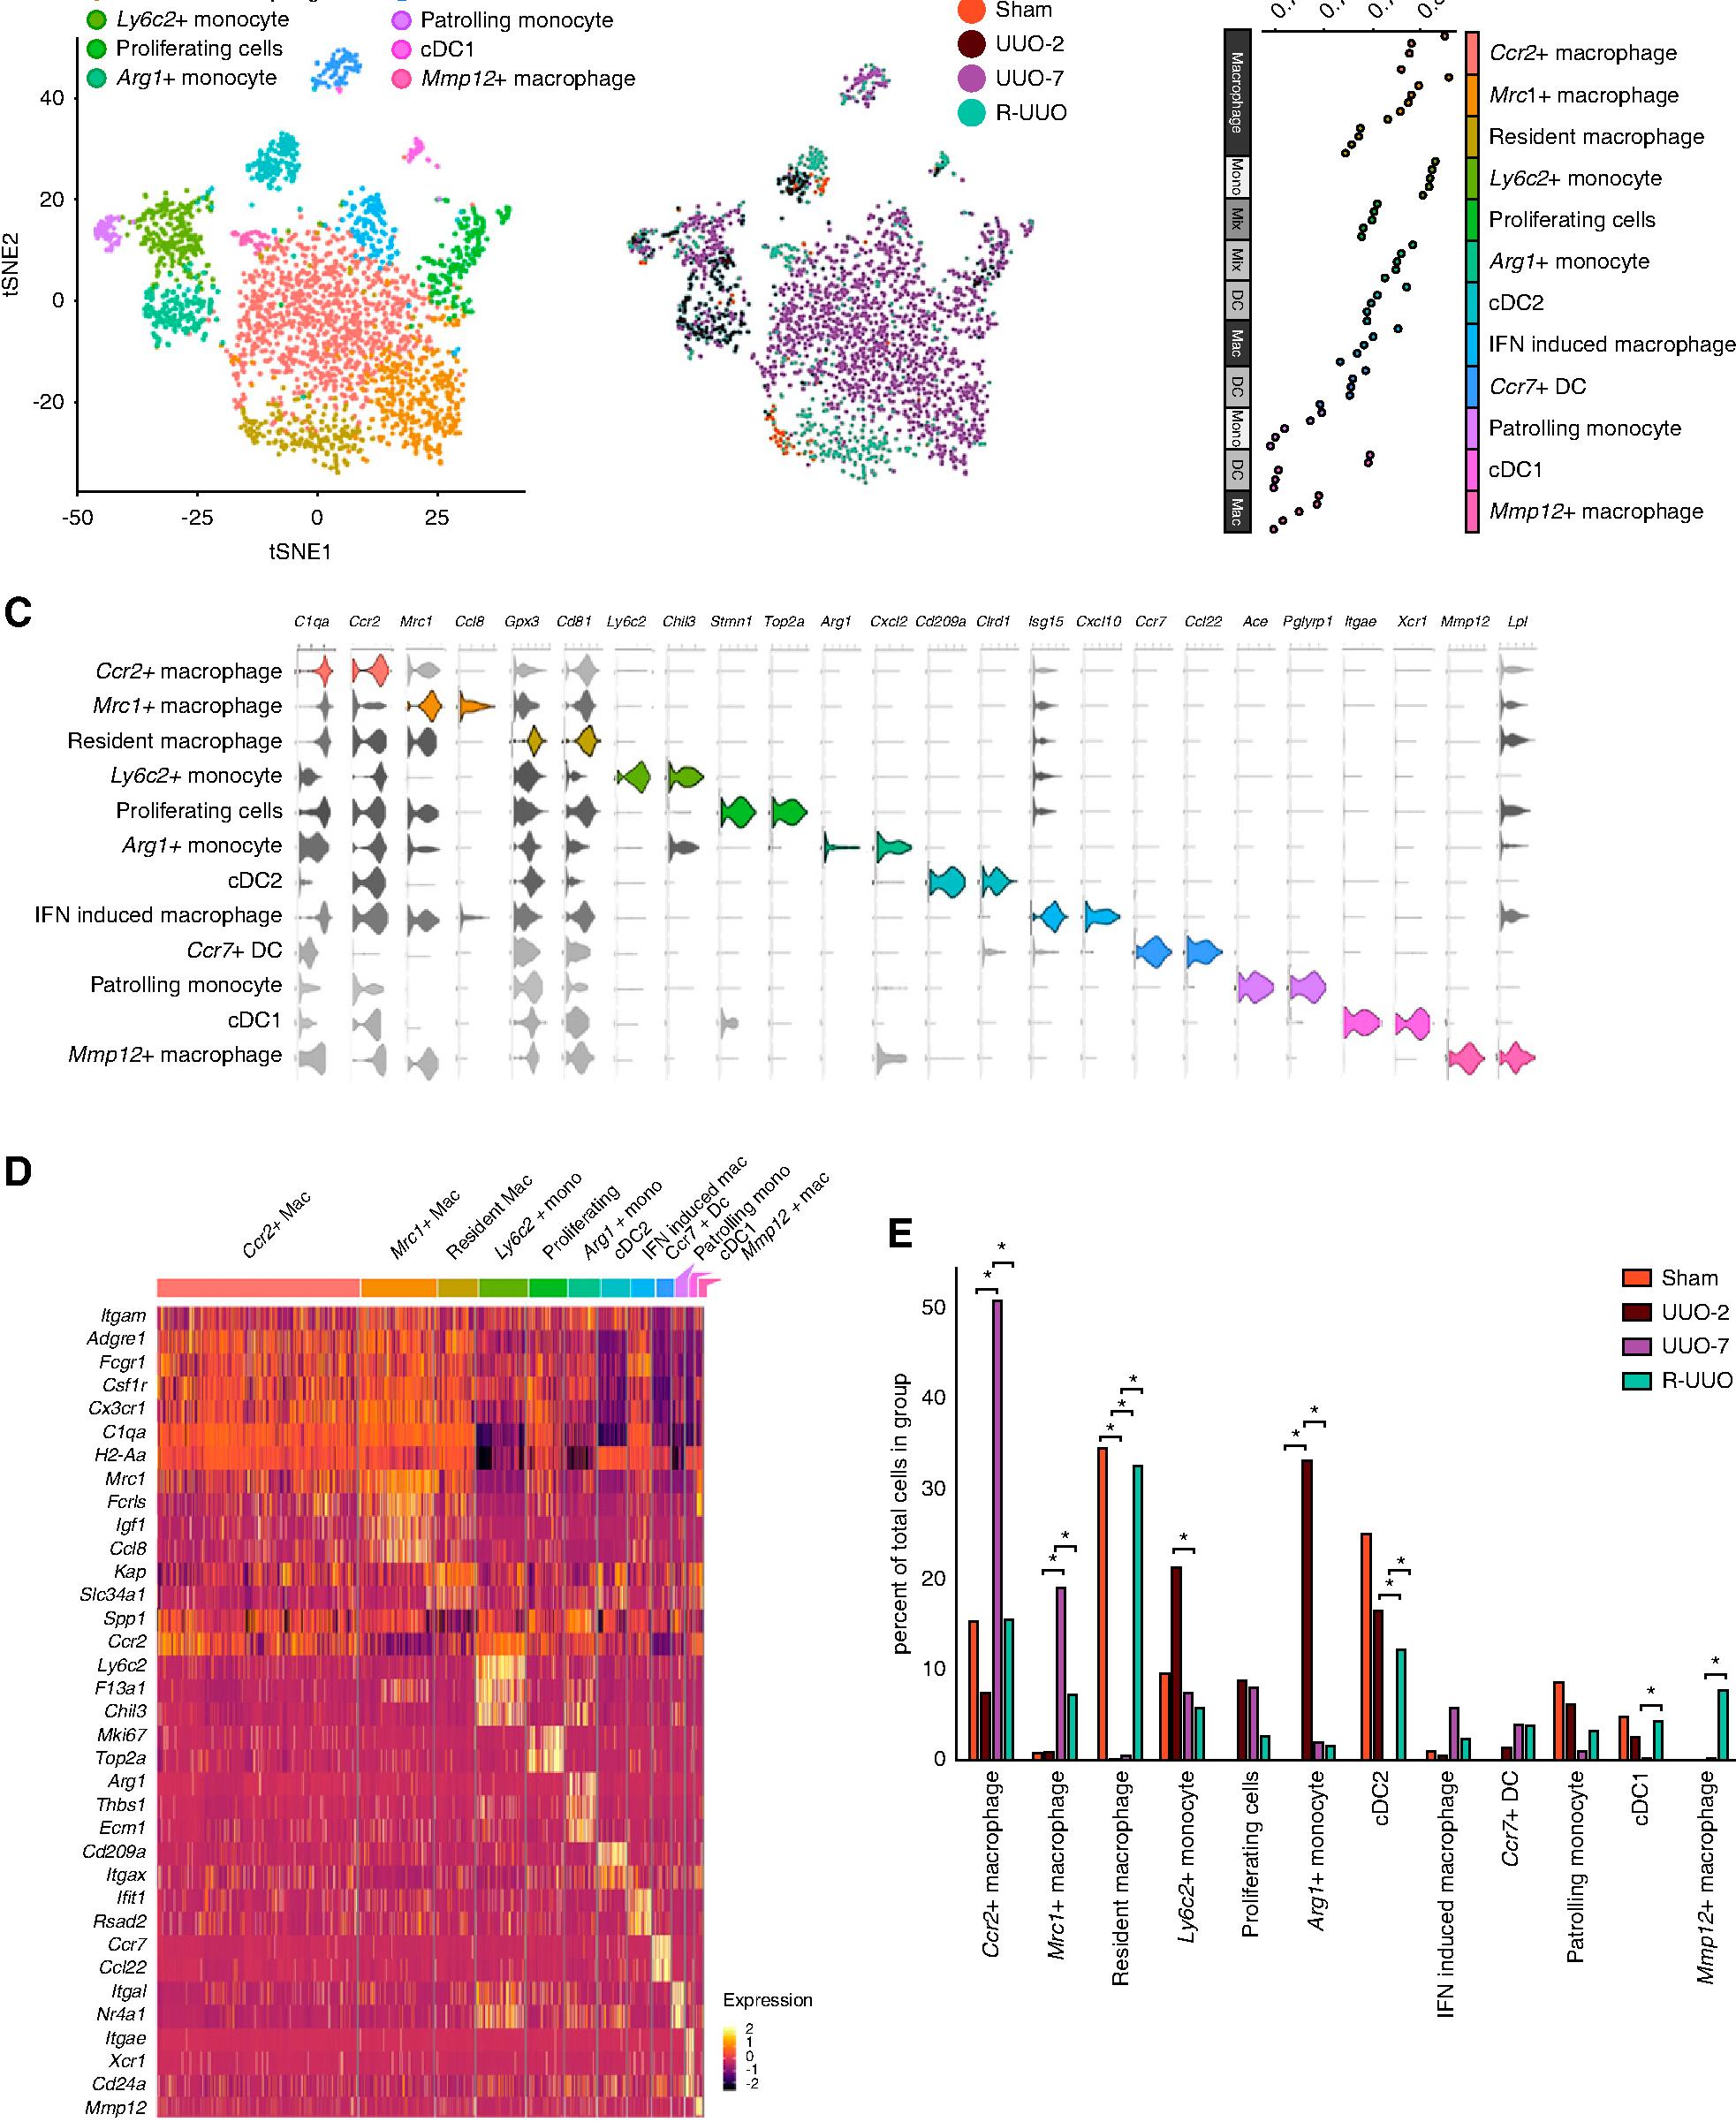 Ly6c2+ monocyte
Proliferating cells
Arg1+ monocyte
Patrolling monocyte
cDC1
Mmp12+ macrophage
40
20
0
-20
tSNE2
-50 -25 0 25
tSNE1
Sham
UUO-2
UUO-7
R-UUO
Macrophage
Mono
Mix
Mix
DC
Mac
DC
Mono
DC
Mac
Ccr2+ macrophage
Mrc1+ macrophage
Resident macrophage
Ly6c2+ monocyte
Proliferating cells
Arg1+ monocyte
cDC2
IFN induced macrophage
Ccr7+ DC
Patrolling monocyte
cDC1
Mmp12+ macrophage
C
C1qa Ccr2 Mrc1 Ccl8 Gpx3 Cd81 Ly6c2 Chil3 Stmn1 Top2a Arg1 Cxcl2 Cd209a Clrd1 Isg15 Cxcl10 Ccr7 Ccl22 Ace Pglyrp1 Itgae Xcr1 Mmp12 Lpl
Ccr2+ macrophage
Mrc1+ macrophage
Resident macrophage
Ly6c2+ monocyte
Proliferating cells
Arg1+ monocyte
cDC2
IFN induced macrophage
Ccr7+ DC
Patrolling monocyte
cDC1
Mmp12+ macrophage
D
Ccr2+ Mac
Mrc1+ Mac
Resident Mac
Ly6c2 + mono
Proliferating
Arg1 + mono
cDC2
IFN induced mac
Ccr7 + Dc
Patrolling mono
cDC1
Mmp12 + mac
Itgam
Adgre1
Fcgr1
Csf1r
Cx3cr1
C1qa
H2-Aa
Mrc1
Fcrls
Igf1
Ccl8
Kap
Slc34a1
Spp1
Ccr2
Ly6c2
F13a1
Chil3
Mki67
Top2a
Arg1
Thbs1
Ecm1
Cd209a
Itgax
Ifit1
Rsad2
Ccr7
Ccl22
Itgal
Nr4a1
Itgae
Xcr1
Cd24a
Mmp12
Expression
2
1
0
-1
-2
E
Sham
UUO-2
UUO-7
R-UUO
percent of total cells in group
50
40
30
20
10
0
* * * * * * * * * * * * * *
Ccr2+ macrophage
Mrc1+ macrophage
Resident macrophage
Ly6c2+ monocyte
Proliferating cells
Arg1+ monocyte
cDC2
IFN induced macrophage
Ccr7+ DC
Patrolling monocyte
cDC1
Mmp12+ macrophage